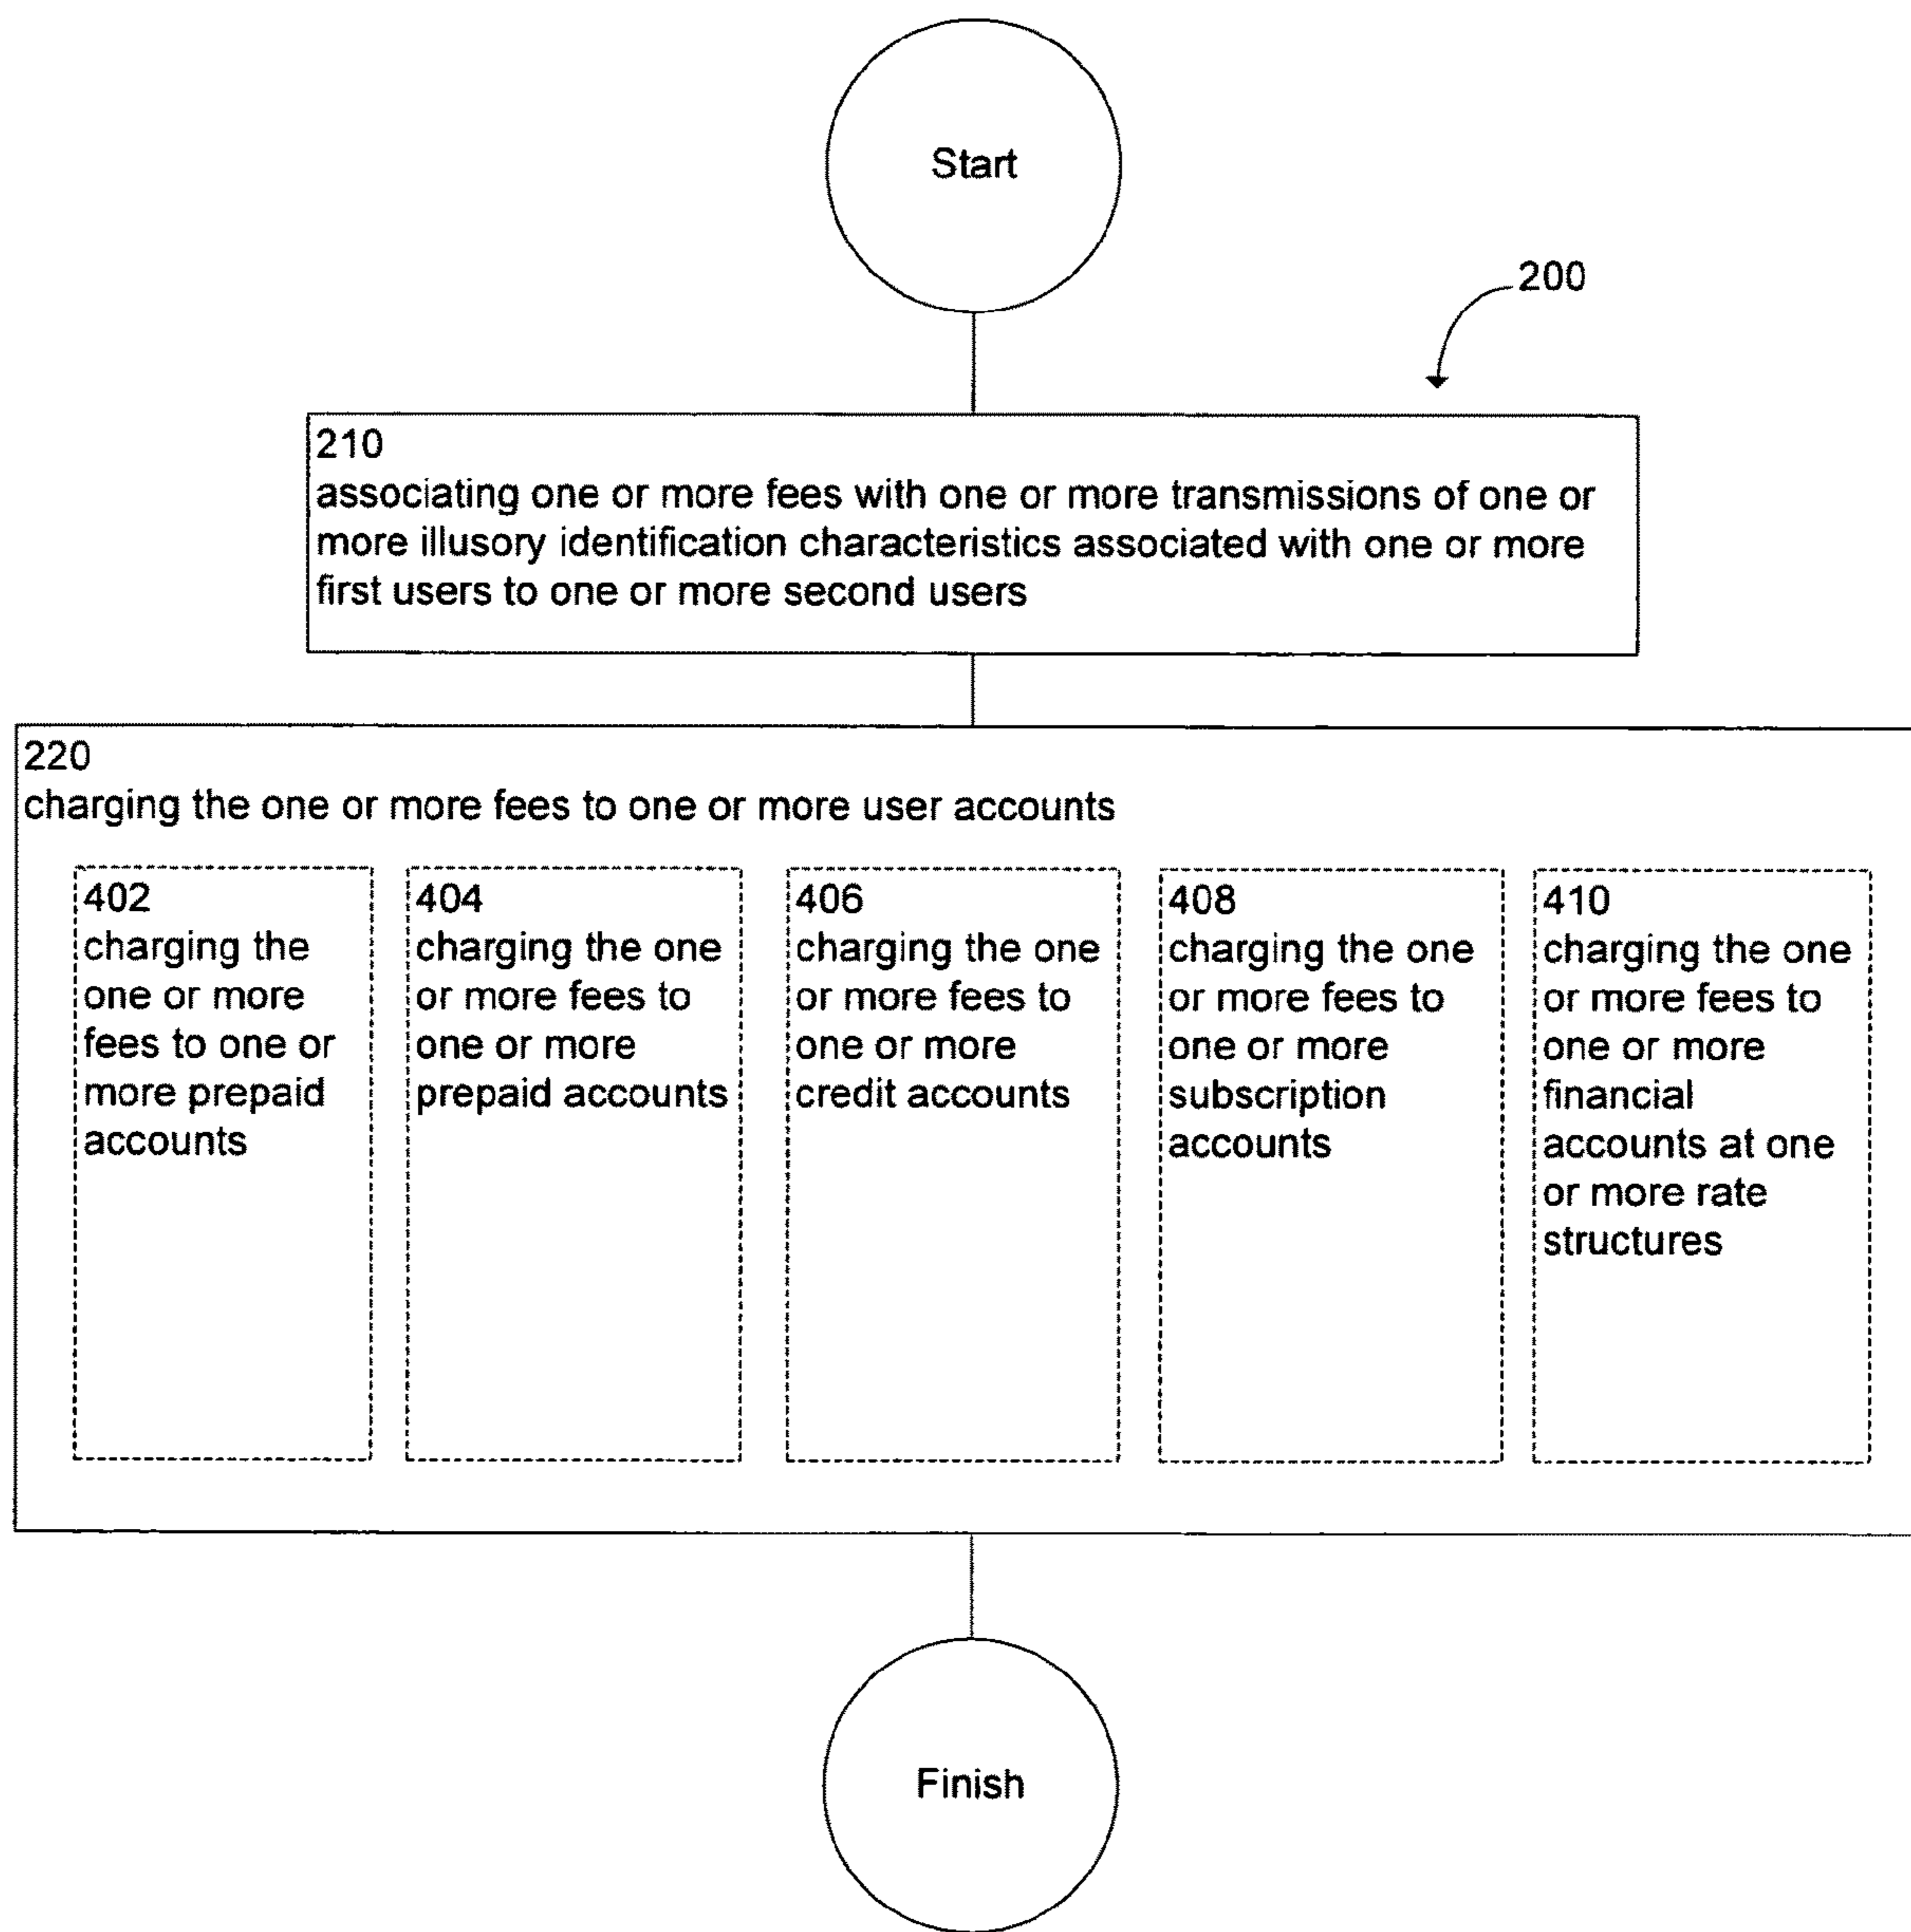 Start
200
210
associating one or more fees with one or more transmissions of one or
more illusory identification characteristics associated with one or more
first users to one or more second users
220
charging the one or more fees to one or more user accounts
402
charging the
one or more
fees to one or
more prepaid
accounts
404
charging the one
or more fees to
one or more
prepaid accounts
406
charging the one
or more fees to
one or more
credit accounts
408
charging the one
or more fees to
one or more
subscription
accounts
410
charging the one
or more fees to
one or more
financial
accounts at one
or more rate
structures
Finish